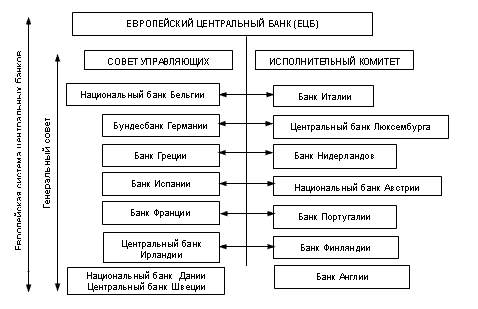 ЕВРОПЕЙСКИЙ ЦЕНТРАЛЬНЫЙ БАНК (ЕЦБ)
СОВЕТ УПРАВЛЯЮЩИХ
ИСПОЛНИТЕЛЬНЫЙ КОМИТЕТ
Европейская система центральных банков
Генеральный совет
Национальный банк Бельгии
Банк Италии
Бундесбанк Германии
Центральный банк Люксембурга
Банк Греции
Банк Нидерландов
Банк Испании
Национальный банк Австрии
Банк Франции
Банк Португалии
Центральный банк
Ирландии
Банк Финляндии
Национальный банк Дании
Центральный банк Швеции
Банк Англии